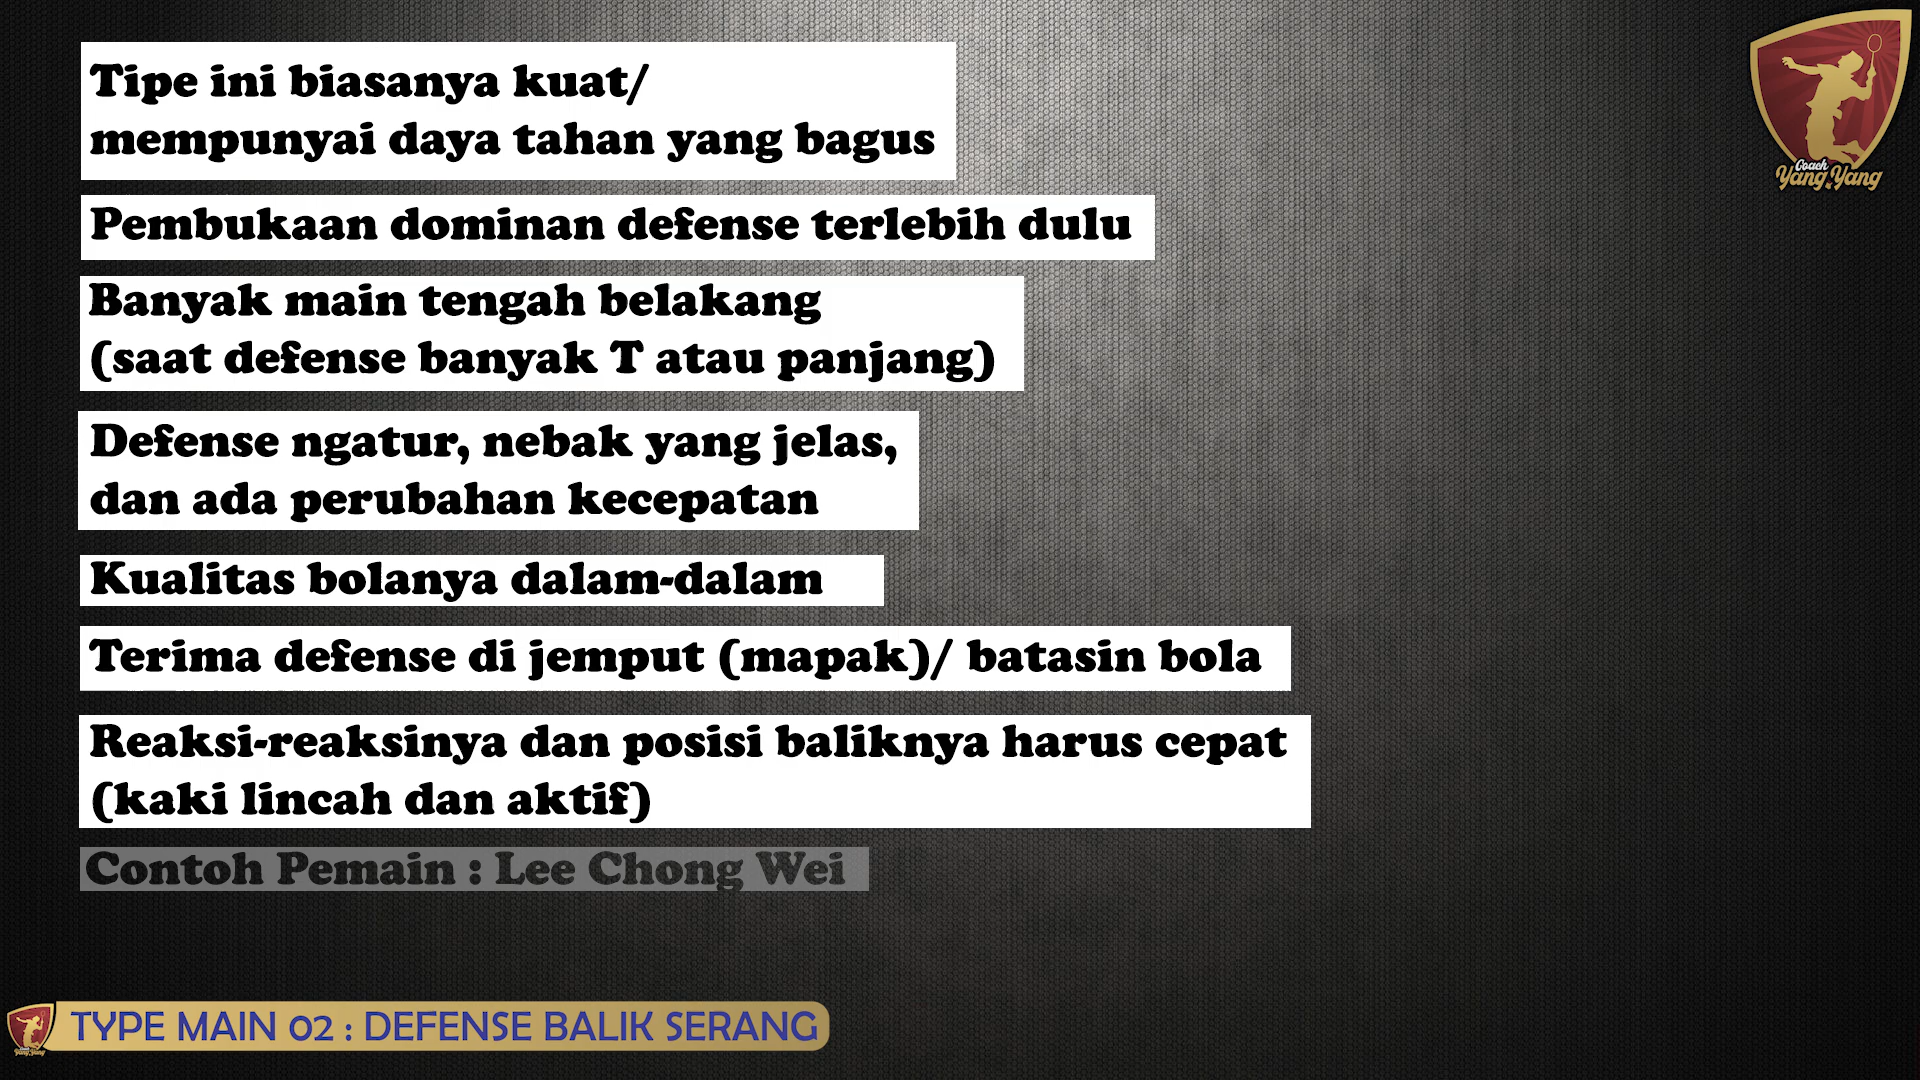 Tipe ini biasanya kuat/
mempunyai daya tahan yang bagus
Pembukaan dominan defense terlebih dulu
Banyak main tengah belakang
(saat defense banyak T atau panjang)
Defense ngatur, nebak yang jelas,
dan ada perubahan kecepatan
Kualitas bolanya dalam-dalam
Terima defense di jemput (mapak)/ batasin bola
Reaksi-reaksinya dan posisi baliknya harus cepat
(kaki lincah dan aktif)
Contoh Pemain : Lee Chong Wei
TYPE MAIN 02 : DEFENSE BALIK SERANG
Coach
Yang Yang
Coach
Yang Yang